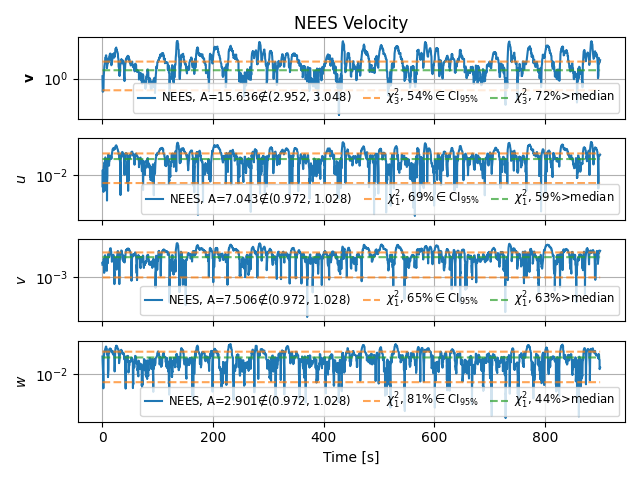 NEES Velocity
v
10⁰
NEES, A=15.636∉(2.952, 3.048)
χ²₃, 54% ∈ CI₉₅%
χ²₃, 72%>median
u
10⁻²
NEES, A=7.043∉(0.972, 1.028)
χ²₁, 69% ∈ CI₉₅%
χ²₁, 59%>median
v
10⁻³
NEES, A=7.506∉(0.972, 1.028)
χ²₁, 65% ∈ CI₉₅%
χ²₁, 63%>median
w
10⁻²
NEES, A=2.901∉(0.972, 1.028)
χ²₁, 81% ∈ CI₉₅%
χ²₁, 44%>median
0 200 400 600 800
Time [s]